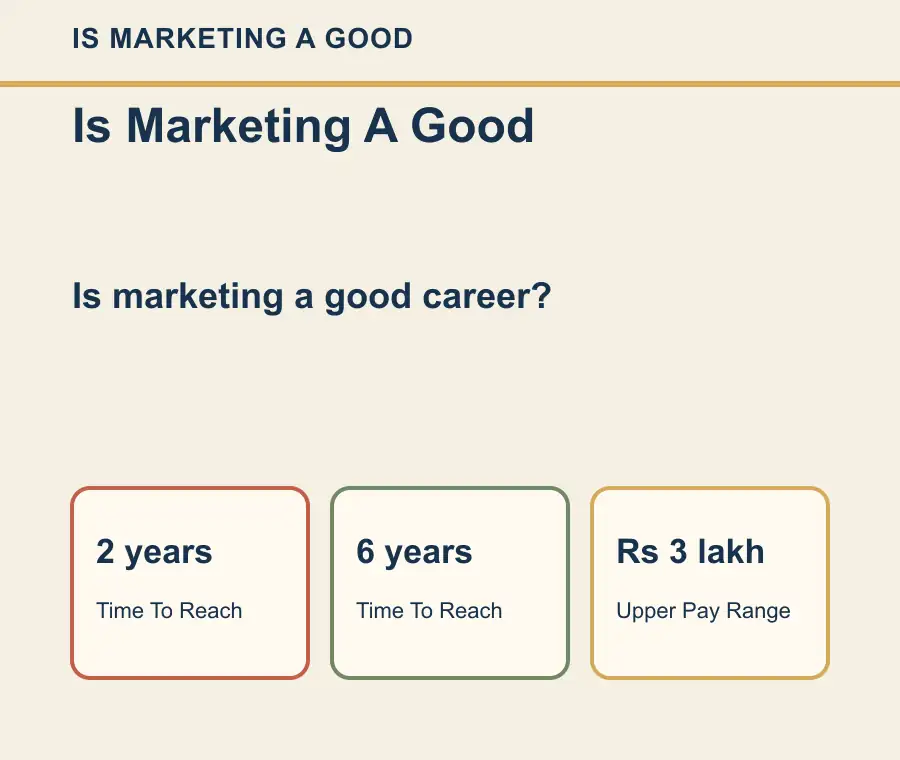 IS MARKETING A GOOD
Is Marketing A Good
Is marketing a good career?
2 years
Time To Reach
6 years
Time To Reach
Rs 3 lakh
Upper Pay Range